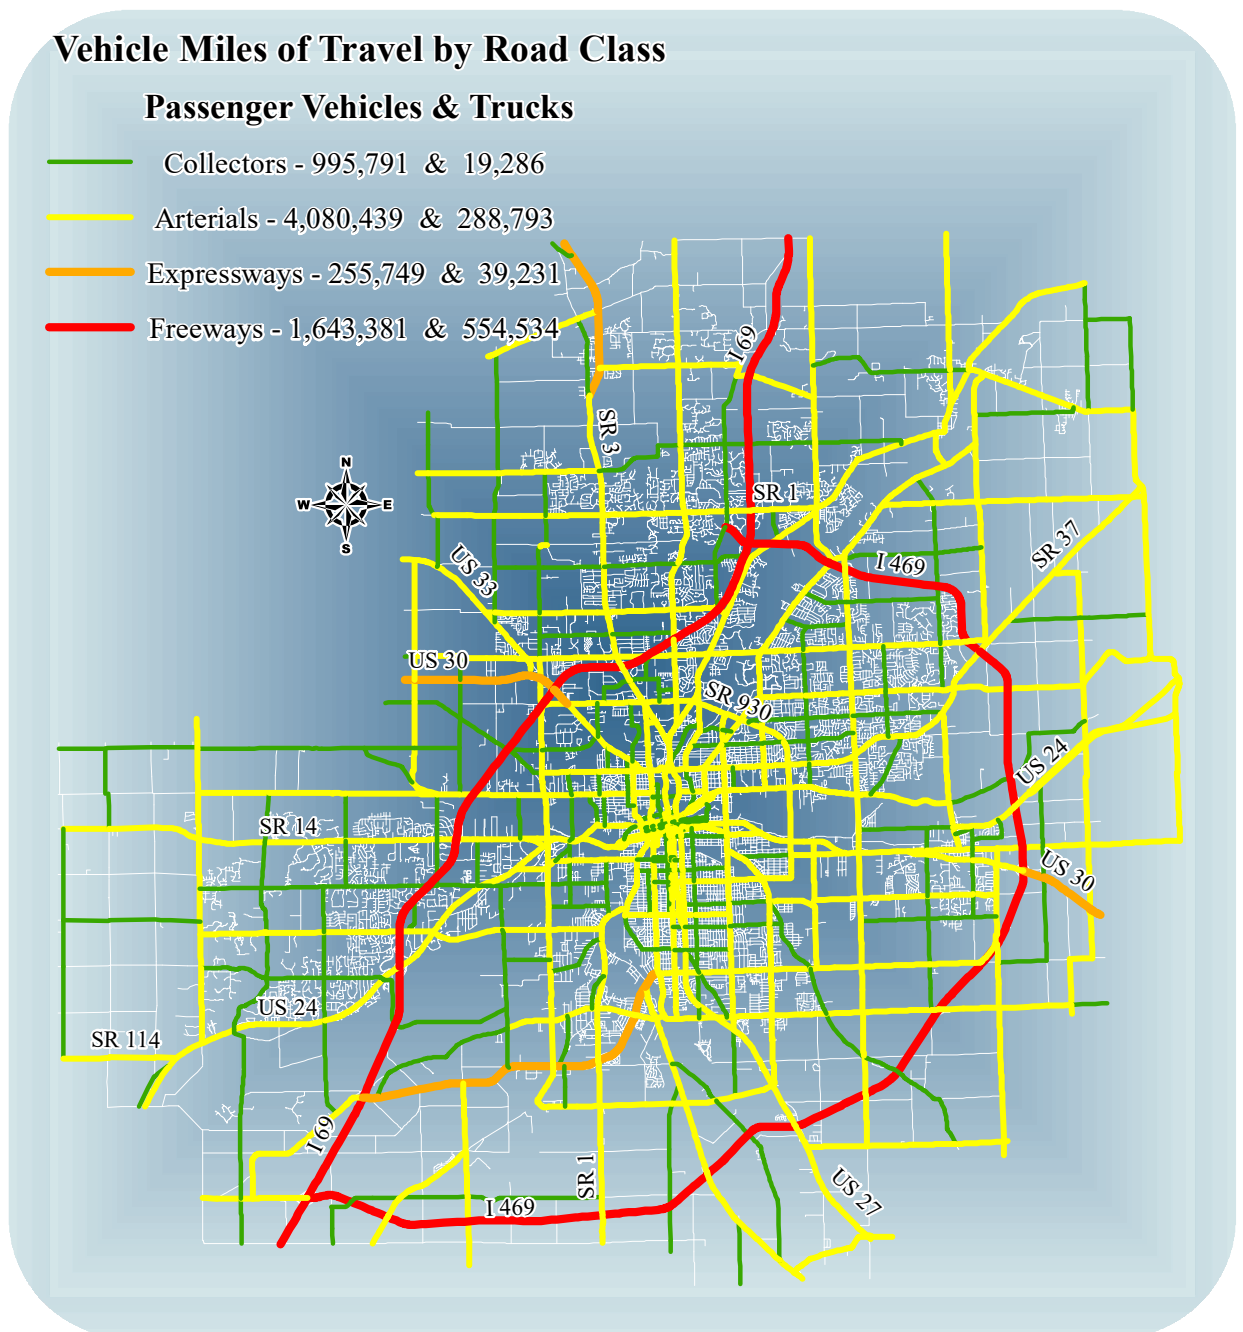 Vehicle Miles of Travel by Road Class
Passenger Vehicles & Trucks
Collectors - 995,791 & 19,286
Arterials - 4,080,439 & 288,793
Expressways - 255,749 & 39,231
Freeways - 1,643,381 & 554,534
I 69
SR 3
N
W E
S
SR 1
US 33
I 469
SR 37
US 30
SR 930
US 24
SR 14
US 30
US 24
SR 114
I 69
SR 1
US 27
I 469